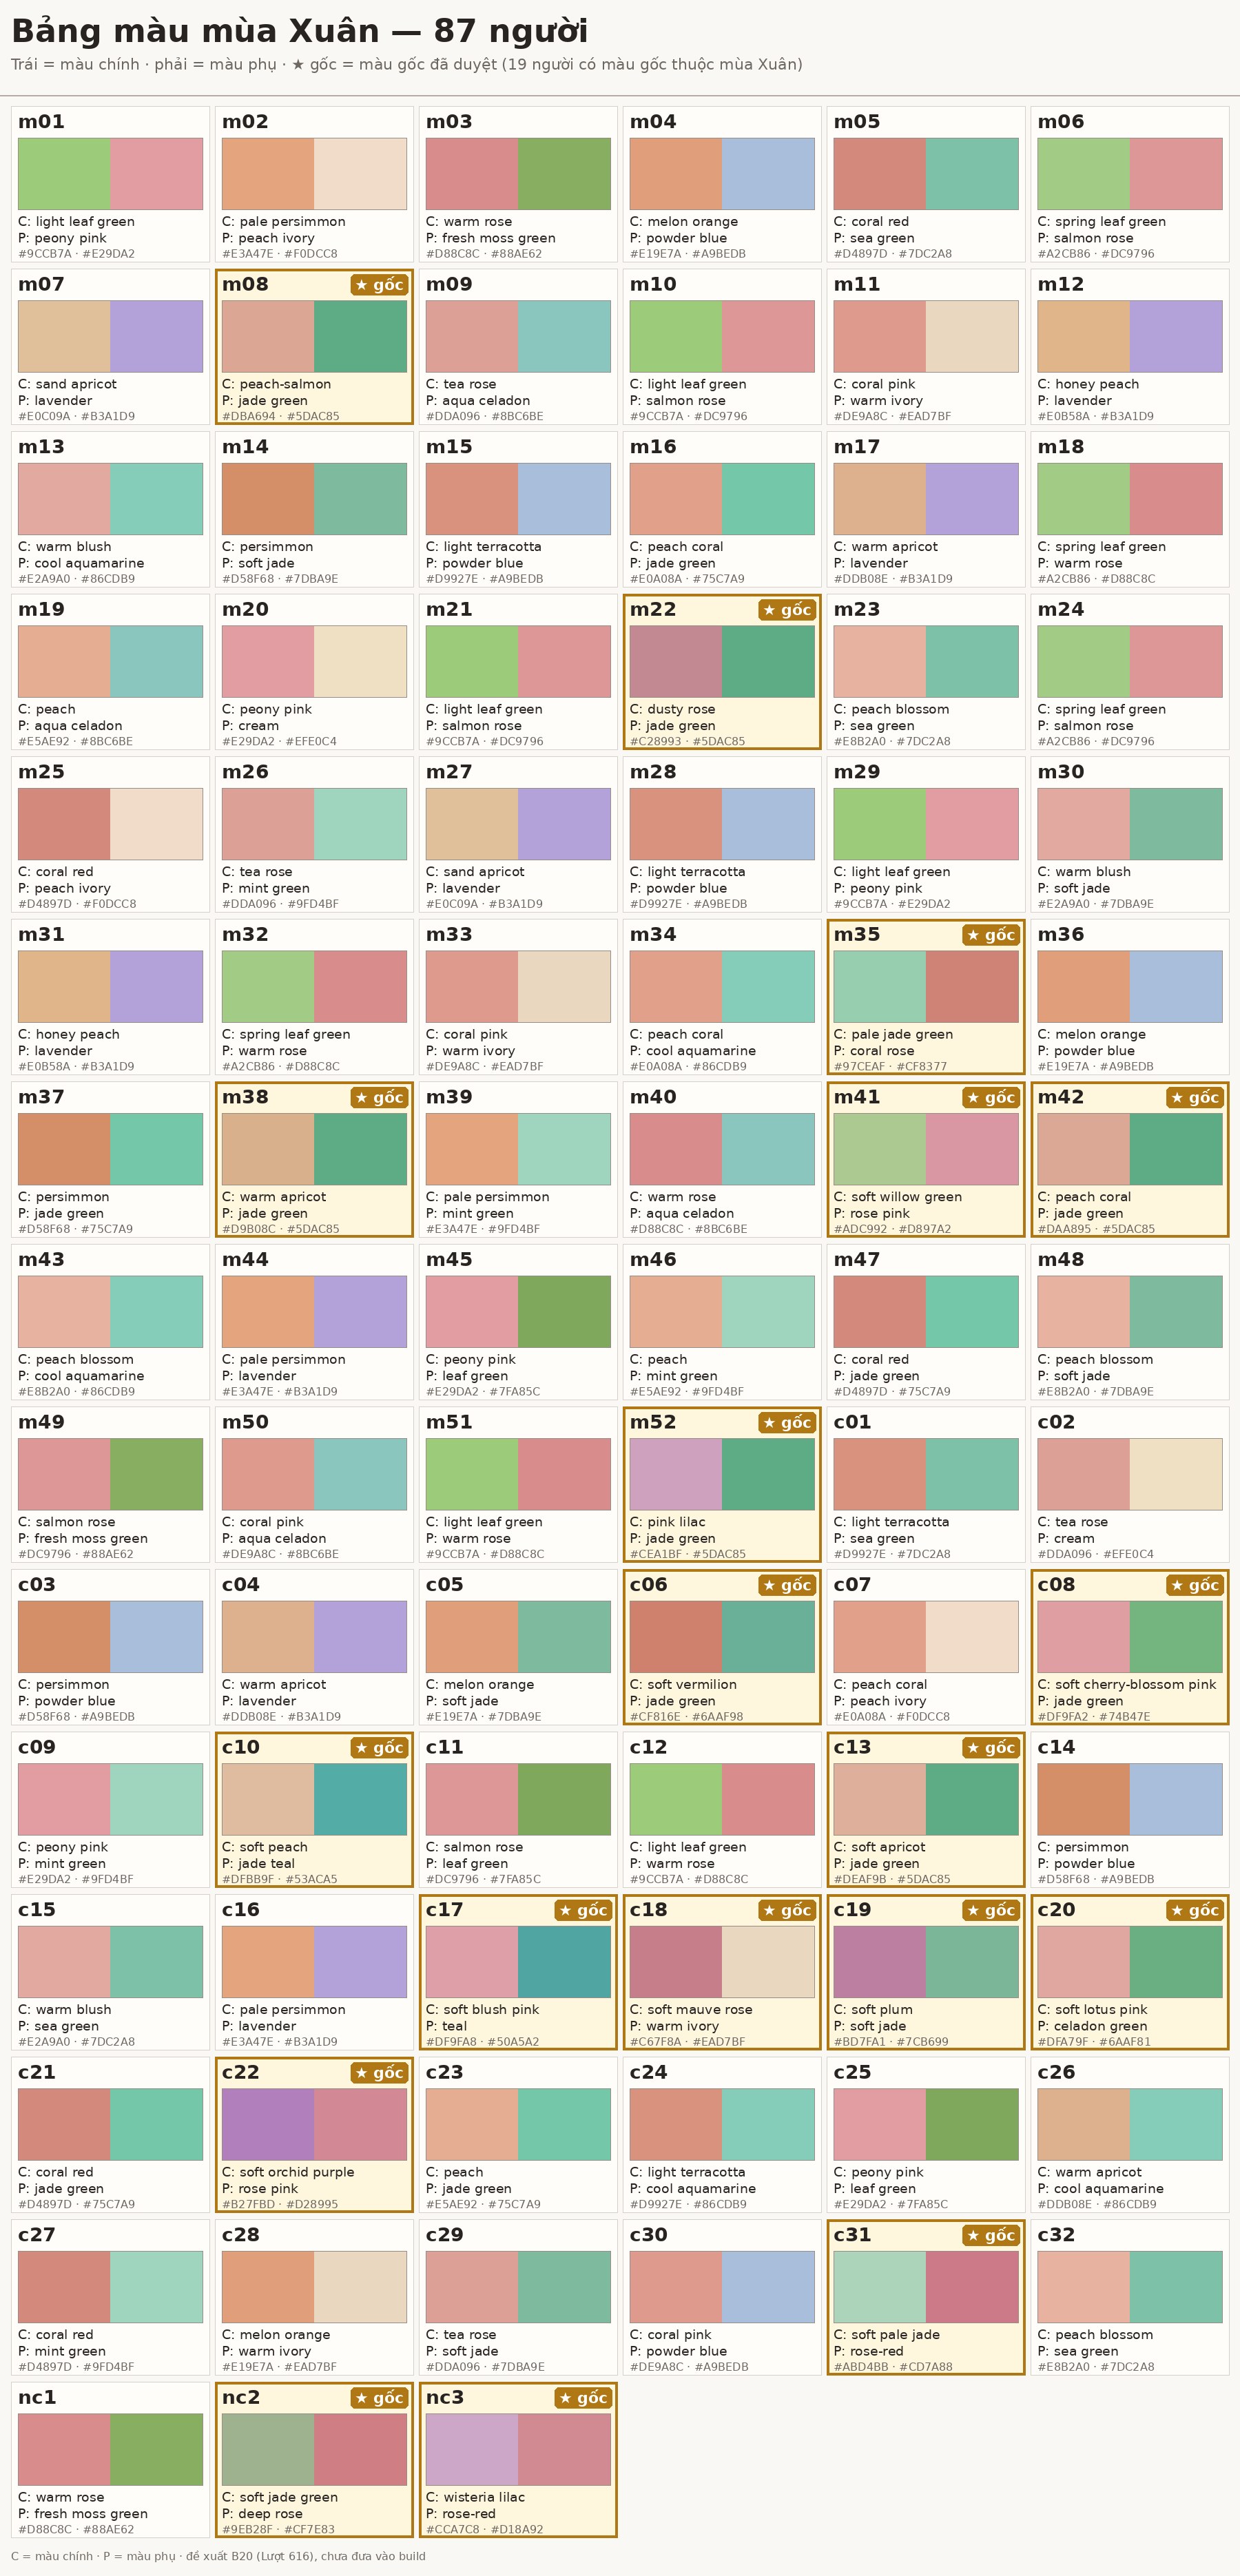 Bảng màu mùa Xuân — 87 người
Trái = màu chính · phải = màu phụ · ★ gốc = màu gốc đã duyệt (19 người có màu gốc thuộc mùa Xuân)
m01
C: light leaf green
P: peony pink
#9CCB7A · #E29DA2
m02
C: pale persimmon
P: peach ivory
#E3A47E · #F0DCC8
m03
C: warm rose
P: fresh moss green
#D88C8C · #88AE62
m04
C: melon orange
P: powder blue
#E19E7A · #A9BEDB
m05
C: coral red
P: sea green
#D4897D · #7DC2A8
m06
C: spring leaf green
P: salmon rose
#A2CB86 · #DC9796
m07
C: sand apricot
P: lavender
#E0C09A · #B3A1D9
m08
★ gốc
C: peach-salmon
P: jade green
#DBA694 · #5DAC85
m09
C: tea rose
P: aqua celadon
#DDA096 · #8BC6BE
m10
C: light leaf green
P: salmon rose
#9CCB7A · #DC9796
m11
C: coral pink
P: warm ivory
#DE9A8C · #EAD7BF
m12
C: honey peach
P: lavender
#E0B58A · #B3A1D9
m13
C: warm blush
P: cool aquamarine
#E2A9A0 · #86CDB9
m14
C: persimmon
P: soft jade
#D58F68 · #7DBA9E
m15
C: light terracotta
P: powder blue
#D9927E · #A9BEDB
m16
C: peach coral
P: jade green
#E0A08A · #75C7A9
m17
C: warm apricot
P: lavender
#DDB08E · #B3A1D9
m18
C: spring leaf green
P: warm rose
#A2CB86 · #D88C8C
m19
C: peach
P: aqua celadon
#E5AE92 · #8BC6BE
m20
C: peony pink
P: cream
#E29DA2 · #EFE0C4
m21
C: light leaf green
P: salmon rose
#9CCB7A · #DC9796
m22
★ gốc
C: dusty rose
P: jade green
#C28993 · #5DAC85
m23
C: peach blossom
P: sea green
#E8B2A0 · #7DC2A8
m24
C: spring leaf green
P: salmon rose
#A2CB86 · #DC9796
m25
C: coral red
P: peach ivory
#D4897D · #F0DCC8
m26
C: tea rose
P: mint green
#DDA096 · #9FD4BF
m27
C: sand apricot
P: lavender
#E0C09A · #B3A1D9
m28
C: light terracotta
P: powder blue
#D9927E · #A9BEDB
m29
C: light leaf green
P: peony pink
#9CCB7A · #E29DA2
m30
C: warm blush
P: soft jade
#E2A9A0 · #7DBA9E
m31
C: honey peach
P: lavender
#E0B58A · #B3A1D9
m32
C: spring leaf green
P: warm rose
#A2CB86 · #D88C8C
m33
C: coral pink
P: warm ivory
#DE9A8C · #EAD7BF
m34
C: peach coral
P: cool aquamarine
#E0A08A · #86CDB9
m35
★ gốc
C: pale jade green
P: coral rose
#97CEAF · #CF8377
m36
C: melon orange
P: powder blue
#E19E7A · #A9BEDB
m37
C: persimmon
P: jade green
#D58F68 · #75C7A9
m38
★ gốc
C: warm apricot
P: jade green
#D9B08C · #5DAC85
m39
C: pale persimmon
P: mint green
#E3A47E · #9FD4BF
m40
C: warm rose
P: aqua celadon
#D88C8C · #8BC6BE
m41
★ gốc
C: soft willow green
P: rose pink
#ADC992 · #D897A2
m42
★ gốc
C: peach coral
P: jade green
#DAA895 · #5DAC85
m43
C: peach blossom
P: cool aquamarine
#E8B2A0 · #86CDB9
m44
C: pale persimmon
P: lavender
#E3A47E · #B3A1D9
m45
C: peony pink
P: leaf green
#E29DA2 · #7FA85C
m46
C: peach
P: mint green
#E5AE92 · #9FD4BF
m47
C: coral red
P: jade green
#D4897D · #75C7A9
m48
C: peach blossom
P: soft jade
#E8B2A0 · #7DBA9E
m49
C: salmon rose
P: fresh moss green
#DC9796 · #88AE62
m50
C: coral pink
P: aqua celadon
#DE9A8C · #8BC6BE
m51
C: light leaf green
P: warm rose
#9CCB7A · #D88C8C
m52
★ gốc
C: pink lilac
P: jade green
#CEA1BF · #5DAC85
c01
C: light terracotta
P: sea green
#D9927E · #7DC2A8
c02
C: tea rose
P: cream
#DDA096 · #EFE0C4
c03
C: persimmon
P: powder blue
#D58F68 · #A9BEDB
c04
C: warm apricot
P: lavender
#DDB08E · #B3A1D9
c05
C: melon orange
P: soft jade
#E19E7A · #7DBA9E
c06
★ gốc
C: soft vermilion
P: jade green
#CF816E · #6AAF98
c07
C: peach coral
P: peach ivory
#E0A08A · #F0DCC8
c08
★ gốc
C: soft cherry-blossom pink
P: jade green
#DF9FA2 · #74B47E
c09
C: peony pink
P: mint green
#E29DA2 · #9FD4BF
c10
★ gốc
C: soft peach
P: jade teal
#DFBB9F · #53ACA5
c11
C: salmon rose
P: leaf green
#DC9796 · #7FA85C
c12
C: light leaf green
P: warm rose
#9CCB7A · #D88C8C
c13
★ gốc
C: soft apricot
P: jade green
#DEAF9B · #5DAC85
c14
C: persimmon
P: powder blue
#D58F68 · #A9BEDB
c15
C: warm blush
P: sea green
#E2A9A0 · #7DC2A8
c16
C: pale persimmon
P: lavender
#E3A47E · #B3A1D9
c17
★ gốc
C: soft blush pink
P: teal
#DF9FA8 · #50A5A2
c18
★ gốc
C: soft mauve rose
P: warm ivory
#C67F8A · #EAD7BF
c19
★ gốc
C: soft plum
P: soft jade
#BD7FA1 · #7CB699
c20
★ gốc
C: soft lotus pink
P: celadon green
#DFA79F · #6AAF81
c21
C: coral red
P: jade green
#D4897D · #75C7A9
c22
★ gốc
C: soft orchid purple
P: rose pink
#B27FBD · #D28995
c23
C: peach
P: jade green
#E5AE92 · #75C7A9
c24
C: light terracotta
P: cool aquamarine
#D9927E · #86CDB9
c25
C: peony pink
P: leaf green
#E29DA2 · #7FA85C
c26
C: warm apricot
P: cool aquamarine
#DDB08E · #86CDB9
c27
C: coral red
P: mint green
#D4897D · #9FD4BF
c28
C: melon orange
P: warm ivory
#E19E7A · #EAD7BF
c29
C: tea rose
P: soft jade
#DDA096 · #7DBA9E
c30
C: coral pink
P: powder blue
#DE9A8C · #A9BEDB
c31
★ gốc
C: soft pale jade
P: rose-red
#ABD4BB · #CD7A88
c32
C: peach blossom
P: sea green
#E8B2A0 · #7DC2A8
nc1
C: warm rose
P: fresh moss green
#D88C8C · #88AE62
nc2
★ gốc
C: soft jade green
P: deep rose
#9EB28F · #CF7E83
nc3
★ gốc
C: wisteria lilac
P: rose-red
#CCA7C8 · #D18A92
C = màu chính · P = màu phụ · đề xuất B20 (Lượt 616), chưa đưa vào build